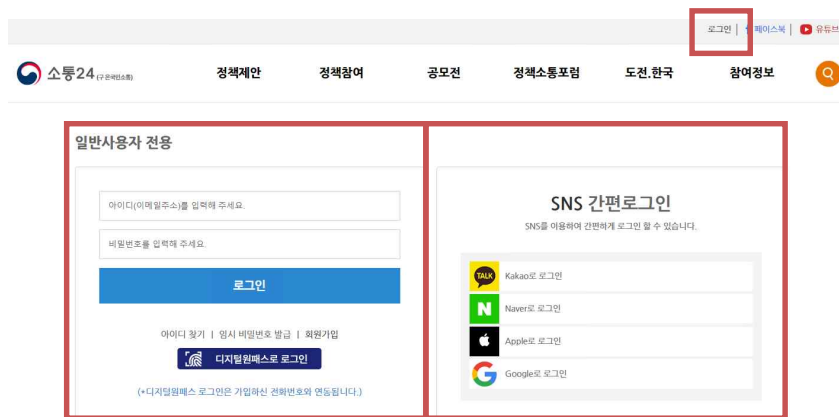 로그인 | 페이스북 | 유튜브
소통24 (구 온국민소통)
정책제안 정책참여 공모전 정책소통포럼 도전.한국 참여정보
일반사용자 전용
아이디(이메일주소)를 입력해 주세요.
비밀번호를 입력해 주세요.
로그인
아이디 찾기 | 임시 비밀번호 발급 | 회원가입
디지털원패스로 로그인
(*디지털원패스 로그인은 가입하신 전화번호와 연동됩니다.)
SNS 간편로그인
SNS를 이용하여 간편하게 로그인 할 수 있습니다.
TALK Kakao로 로그인
N Naver로 로그인
Apple로 로그인
G Google로 로그인